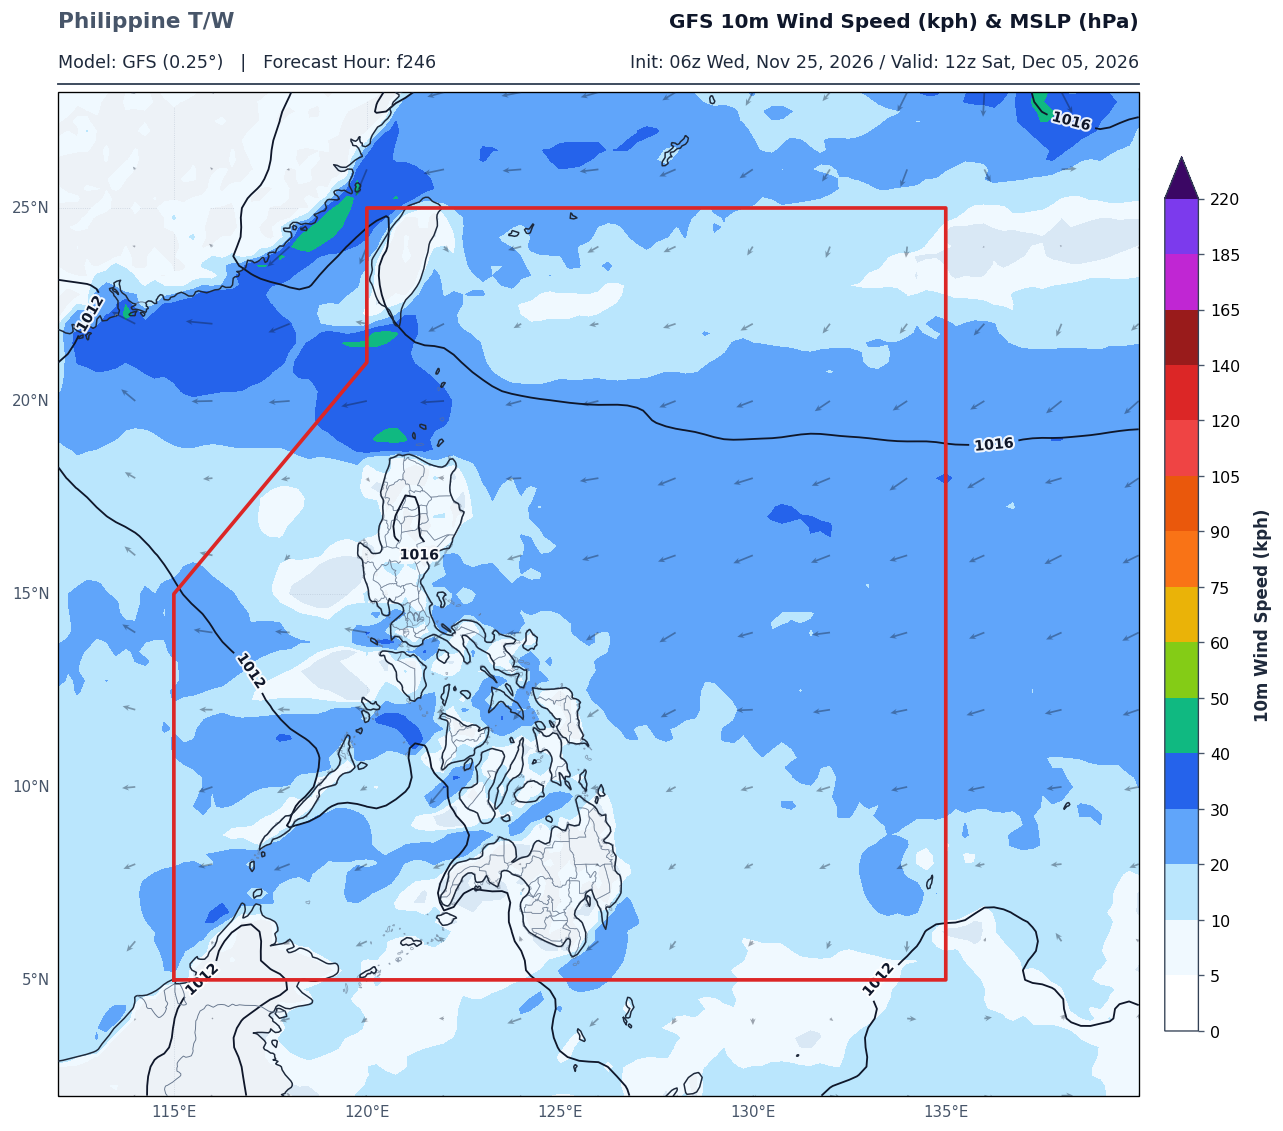 Philippine T/W
GFS 10m Wind Speed (kph) & MSLP (hPa)
Model: GFS (0.25°) | Forecast Hour: f246
Init: 06z Wed, Nov 25, 2026 / Valid: 12z Sat, Dec 05, 2026
1016
25°N
1012
20°N
1016
1016
15°N
1012
10°N
5°N
1012
1012
115°E
120°E
125°E
130°E
135°E
220
185
165
140
120
105
90
75
60
50
40
30
20
10
5
0
10m Wind Speed (kph)